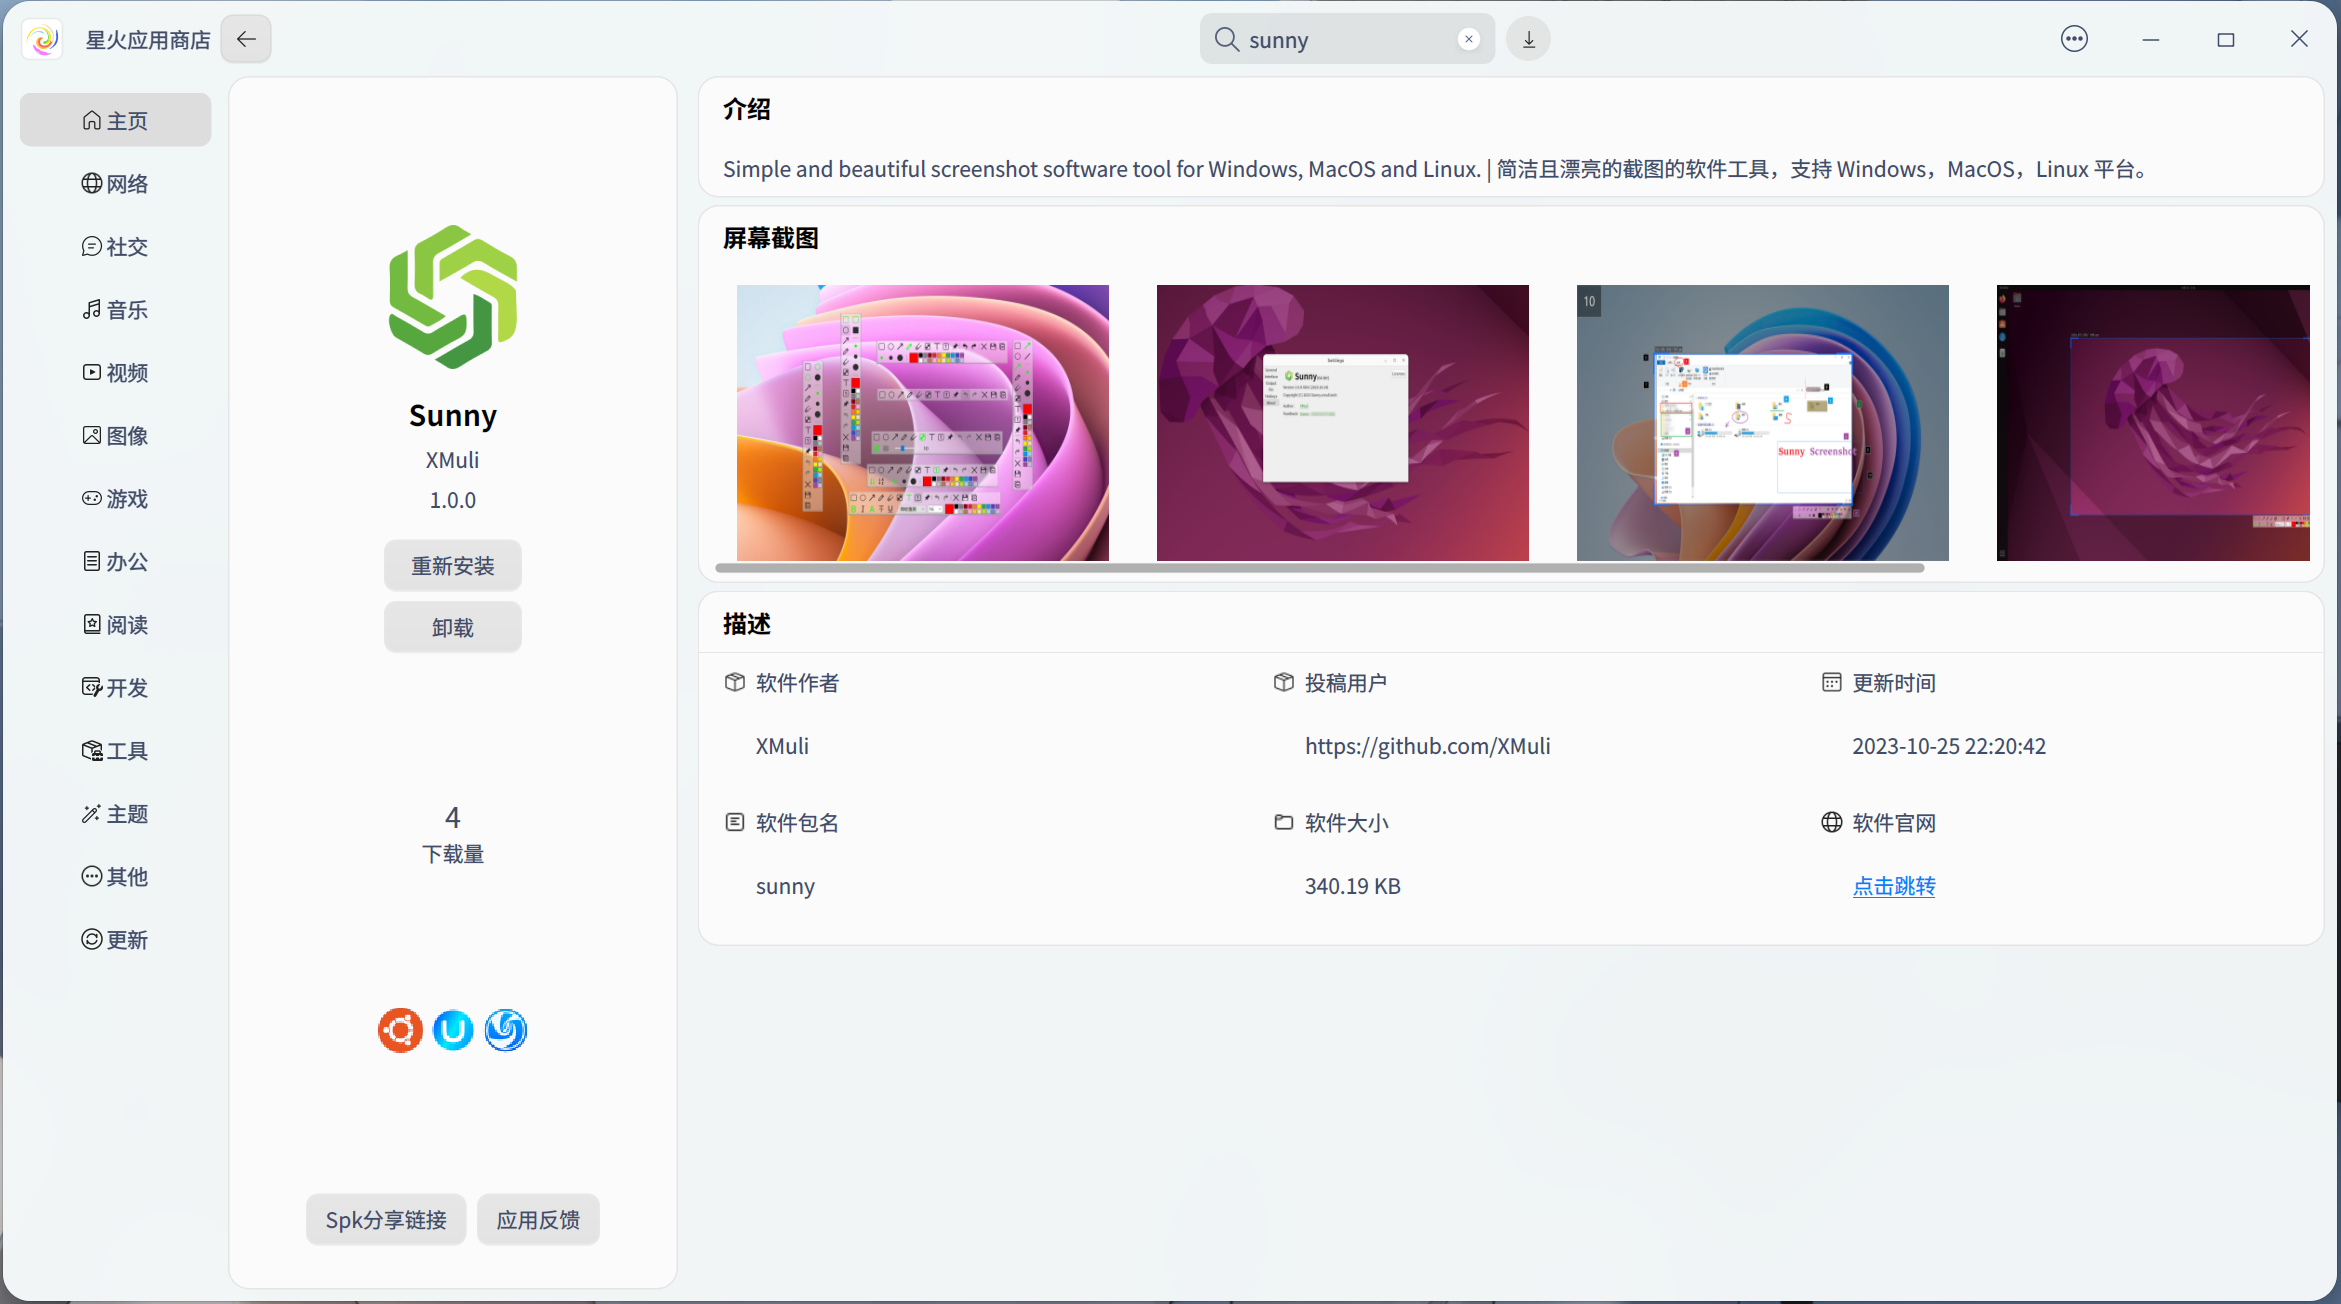 星火应用商店
sunny
主页
网络
社交
音乐
视频
图像
游戏
办公
阅读
开发
工具
主题
其他
更新
Sunny
XMuli
1.0.0
重新安装
卸载
4
下载量
Spk分享链接
应用反馈
介绍
Simple and beautiful screenshot software tool for Windows, MacOS and Linux. | 简洁且漂亮的截图的软件工具，支持 Windows，MacOS，Linux 平台。
屏幕截图
Sunny
10
Sunny Screenshot
描述
软件作者
XMuli
投稿用户
https://github.com/XMuli
更新时间
2023-10-25 22:20:42
软件包名
sunny
软件大小
340.19 KB
软件官网
点击跳转